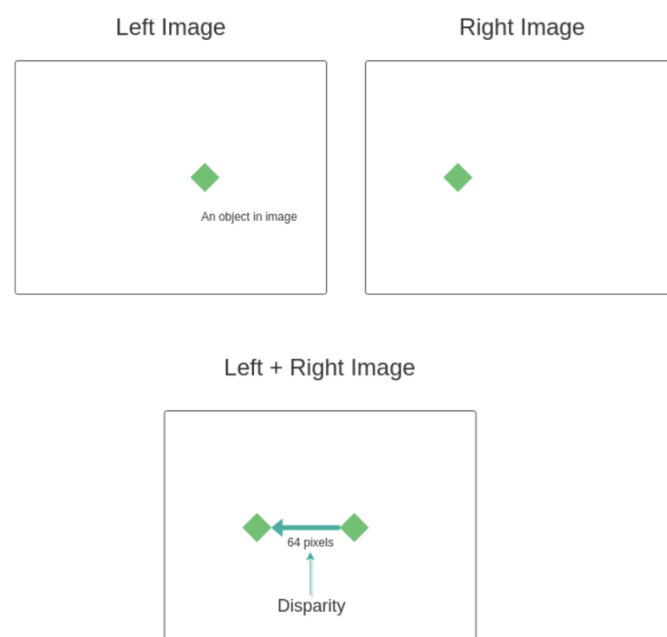 Left Image
Right Image
An object in image
Left + Right Image
64 pixels
Disparity